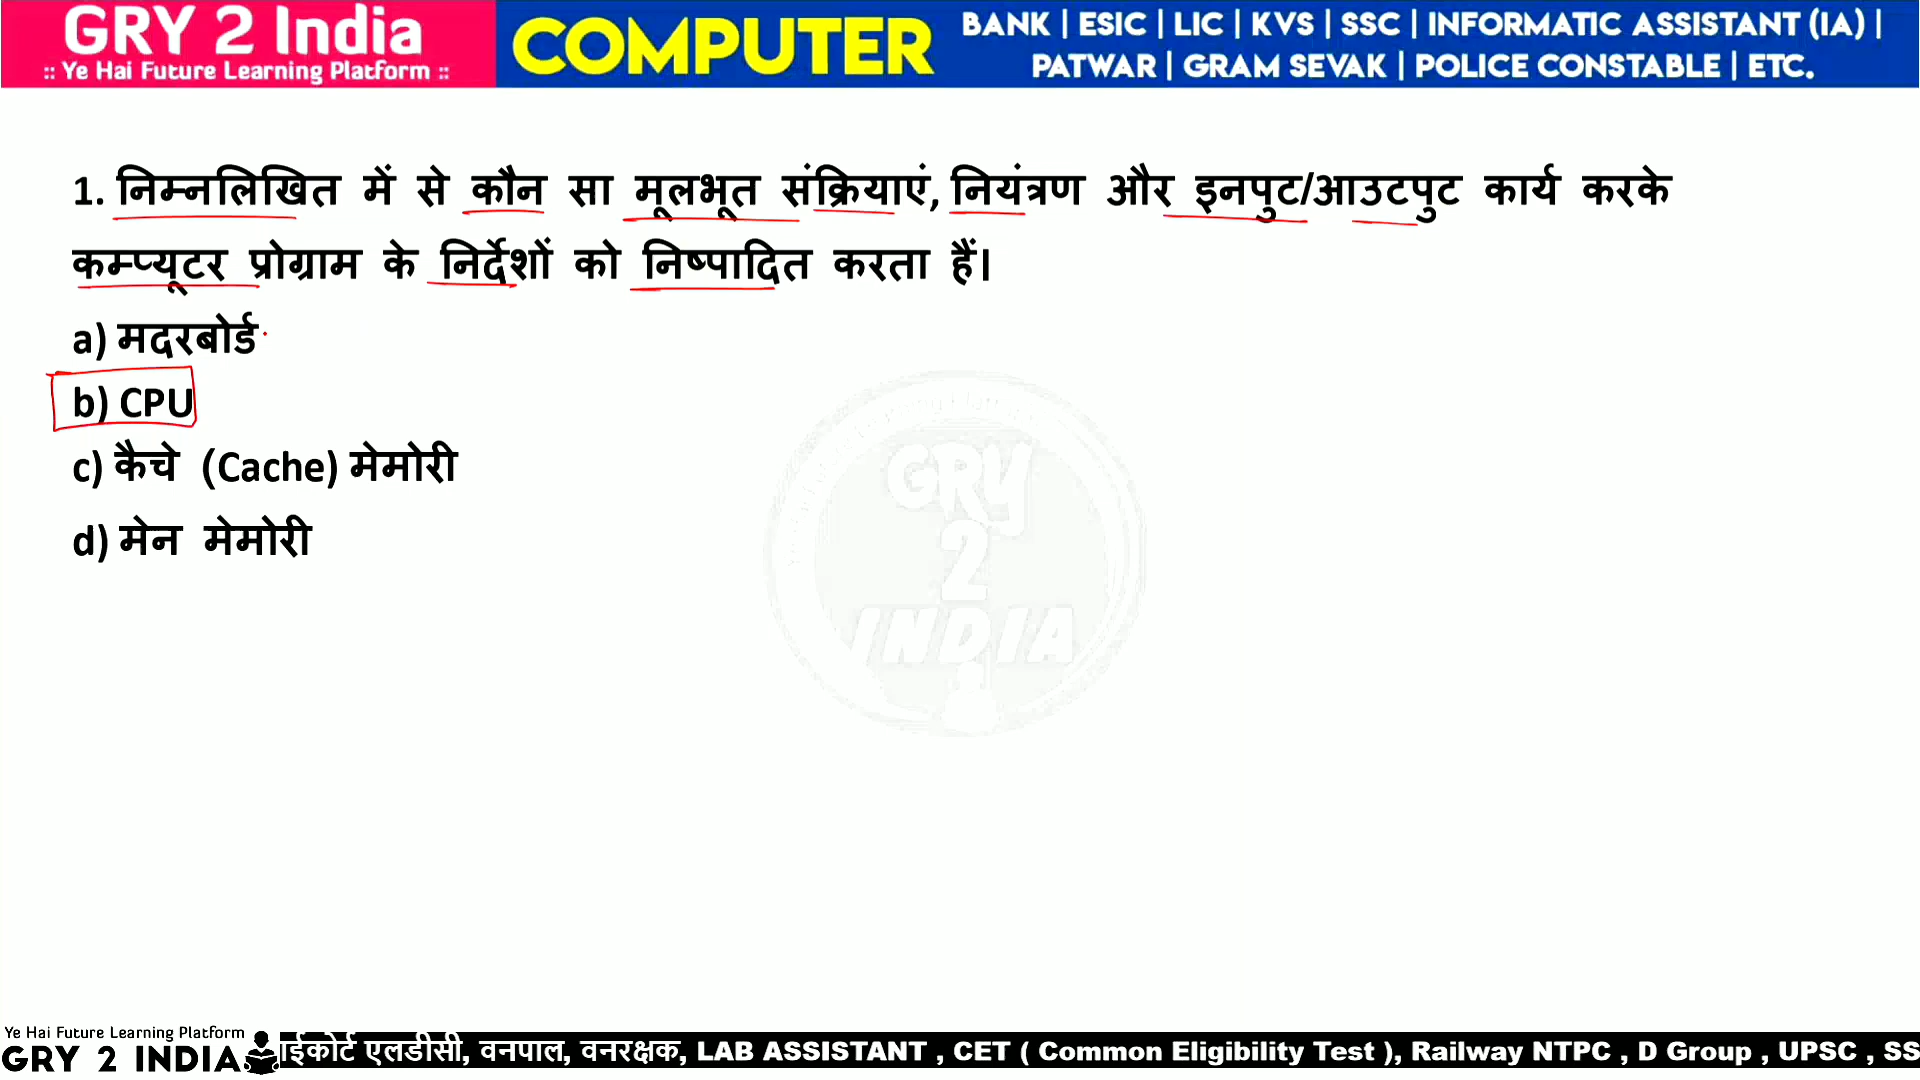 GRY 2 India
:: Ye Hai Future Learning Platform ::
COMPUTER
BANK | ESIC | LIC | KVS | SSC | INFORMATIC ASSISTANT (IA) |
PATWAR | GRAM SEVAK | POLICE CONSTABLE | ETC.
1. निम्नलिखित में से कौन सा मूलभूत संक्रियाएं, नियंत्रण और इनपुट/आउटपुट कार्य करके
कम्प्यूटर प्रोग्राम के निर्देशों को निष्पादित करता हैं।
a) मदरबोर्ड
b) CPU
c) कैचे (Cache) मेमोरी
d) मेन मेमोरी
GRY
2
INDIA
Ye Hai Future Learning Platform
GRY 2 INDIA
ाईकोर्ट एलडीसी, वनपाल, वनरक्षक, LAB ASSISTANT , CET ( Common Eligibility Test ), Railway NTPC , D Group , UPSC , SS